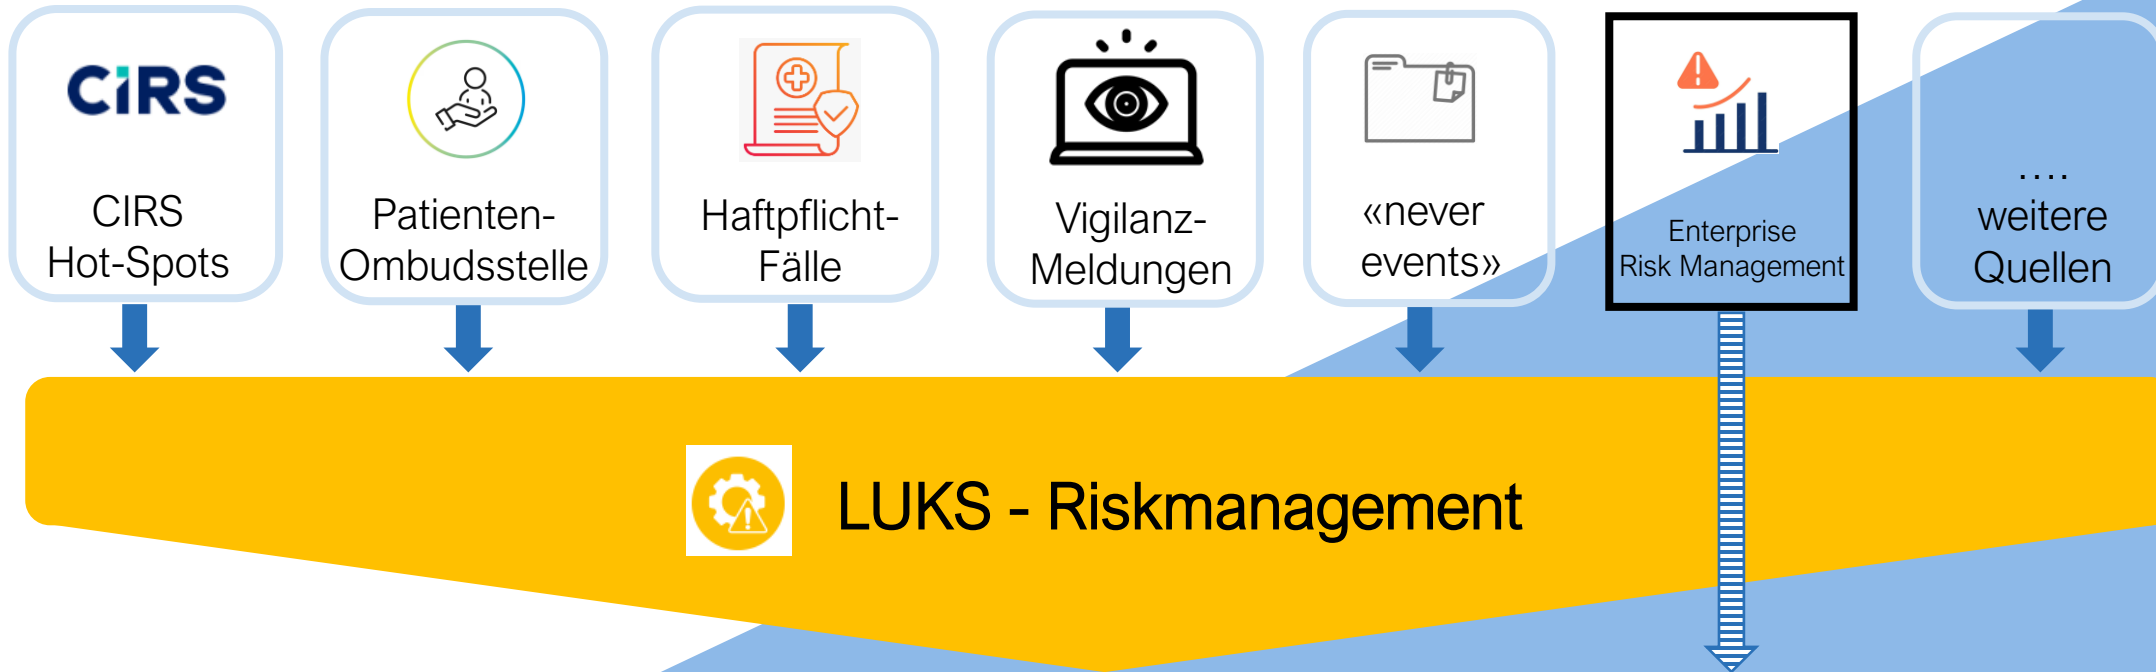 CiRS
CIRS
Hot-Spots
Patienten-
Ombudsstelle
Haftpflicht-
Fälle
Vigilanz-
Meldungen
«never
events»
Enterprise
Risk Management
....
weitere
Quellen
LUKS - Riskmanagement